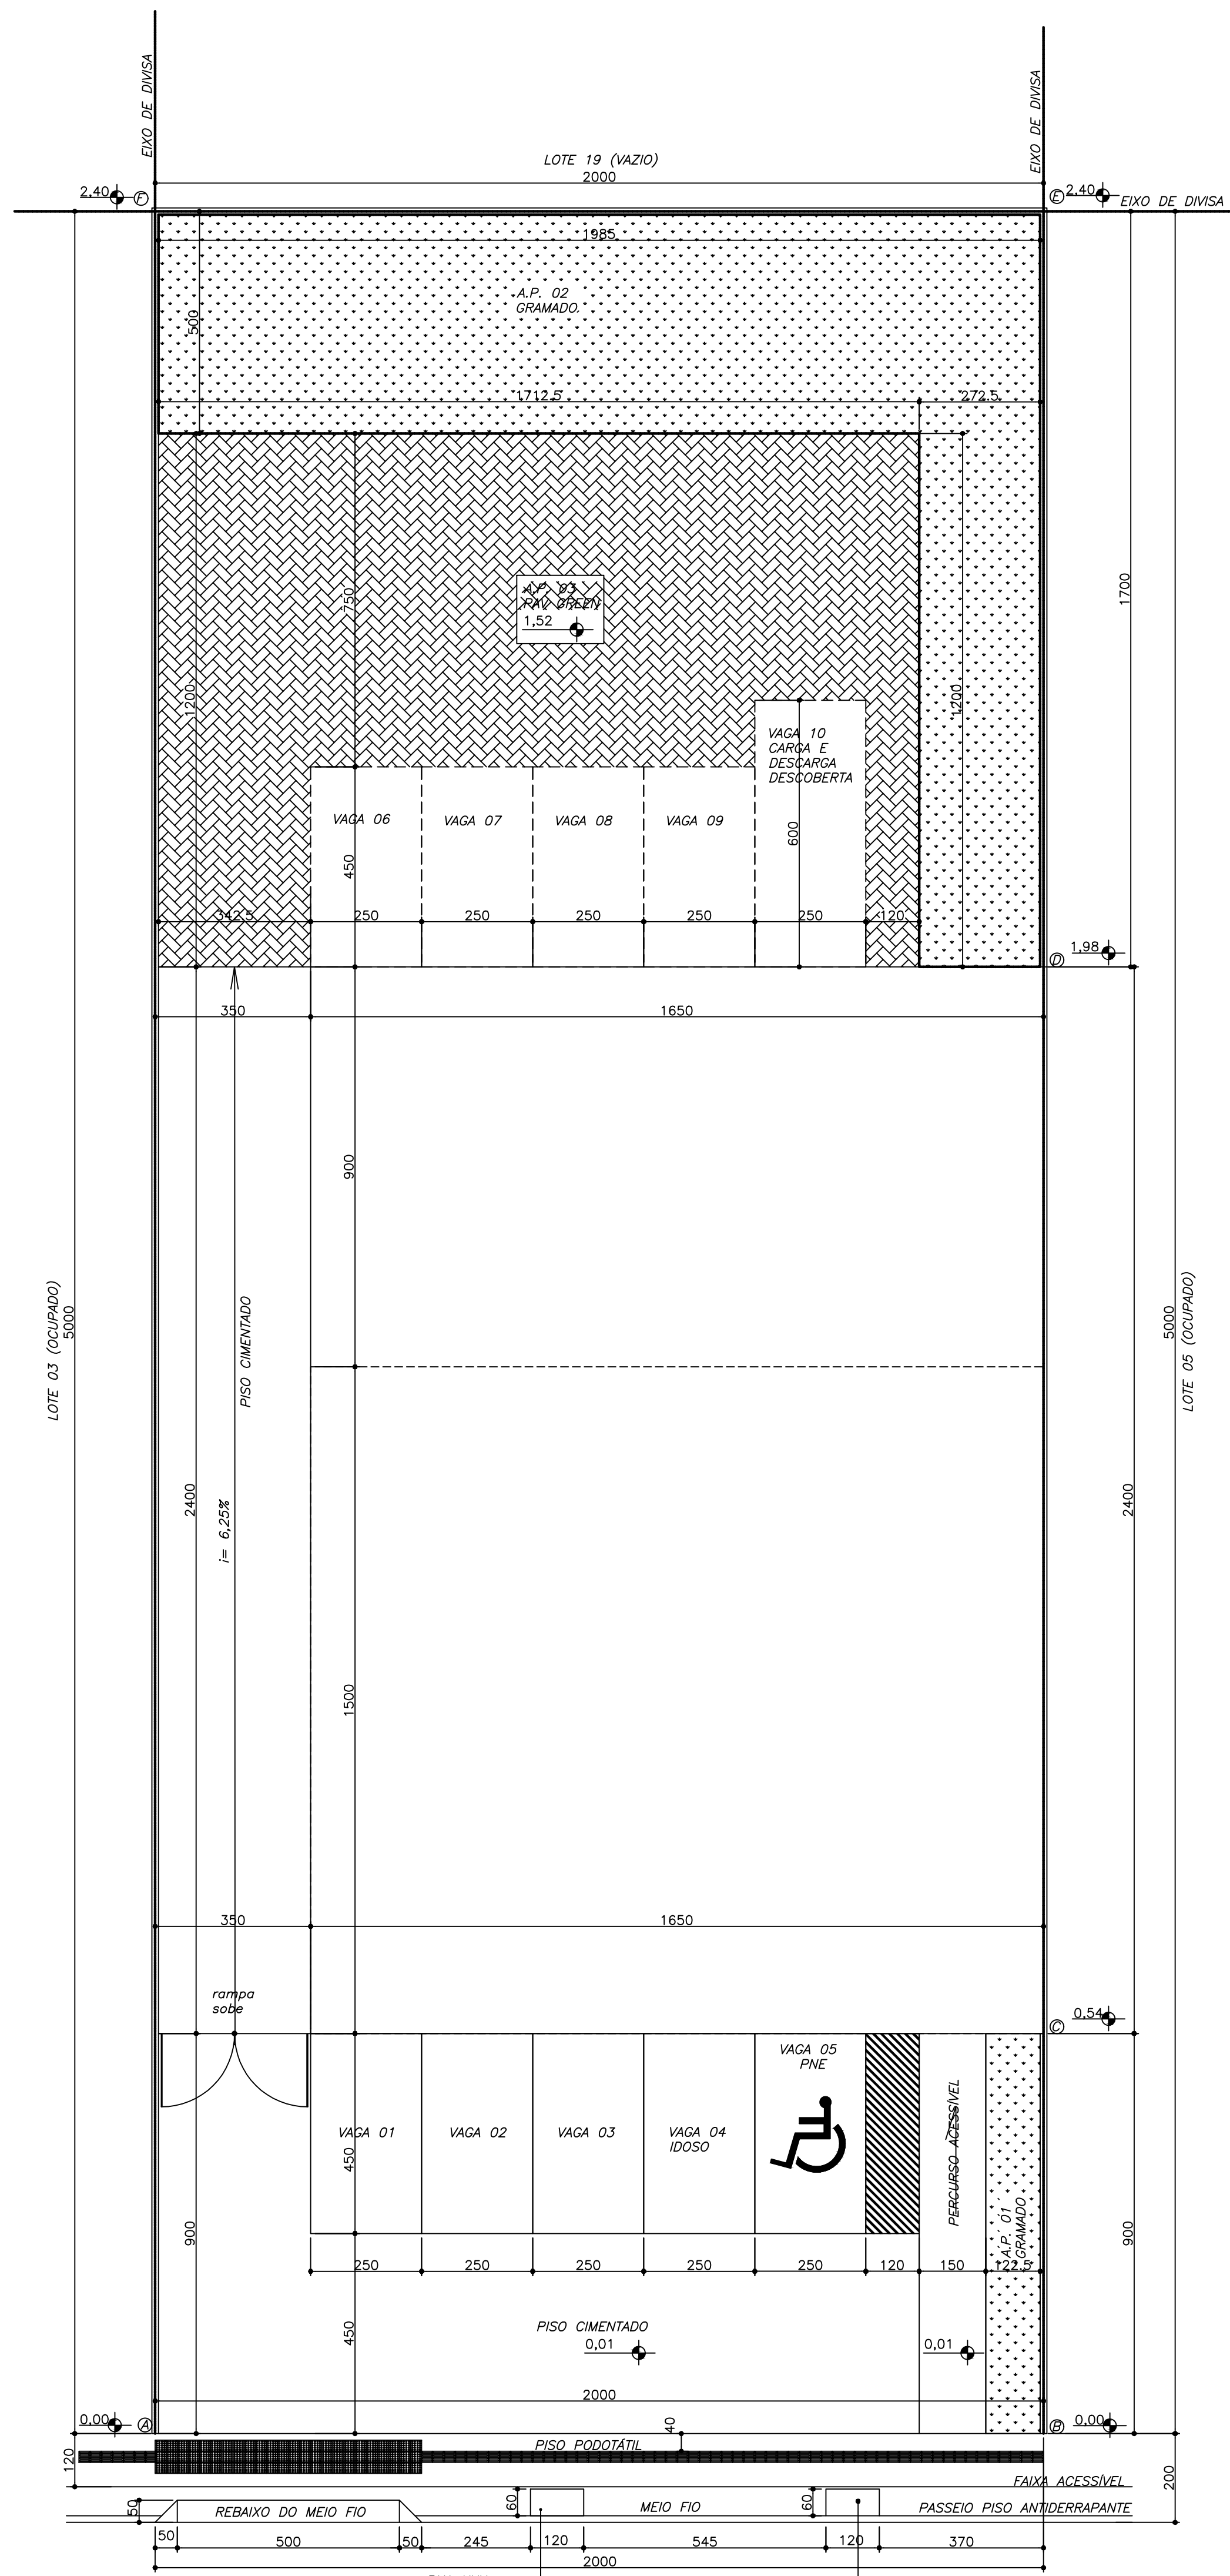 EIXO DE DIVISA
EIXO DE DIVISA
LOTE 19 (VAZIO)
2000
2,40
F
E
2,40
EIXO DE DIVISA
1985
A.P. 02
GRAMADO
500
1712.5
272.5
750
A.P. 03
PAV GREEN
1,52
1700
1200
1200
VAGA 10
CARGA E
DESCARGA
DESCOBERTA
VAGA 06
VAGA 07
VAGA 08
VAGA 09
600
450
342.5
250
250
250
250
250
120
1,98
D
350
1650
900
LOTE 03 (OCUPADO)
5000
PISO CIMENTADO
5000
LOTE 05 (OCUPADO)
2400
i= 6,25%
2400
1500
350
1650
rampa
sobe
0,54
C
VAGA 05
PNE
VAGA 01
VAGA 02
VAGA 03
VAGA 04
IDOSO
450
PERCURSO ACESSÍVEL
A.P. 01
GRAMADO
900
900
250
250
250
250
250
120
150
122.5
PISO CIMENTADO
0,01
0,01
450
2000
0,00
A
40
B
0,00
PISO PODOTÁTIL
120
FAIXA ACESSÍVEL
200
50
REBAIXO DO MEIO FIO
60
MEIO FIO
60
PASSEIO PISO ANTIDERRAPANTE
50
500
50
245
120
545
120
370
2000